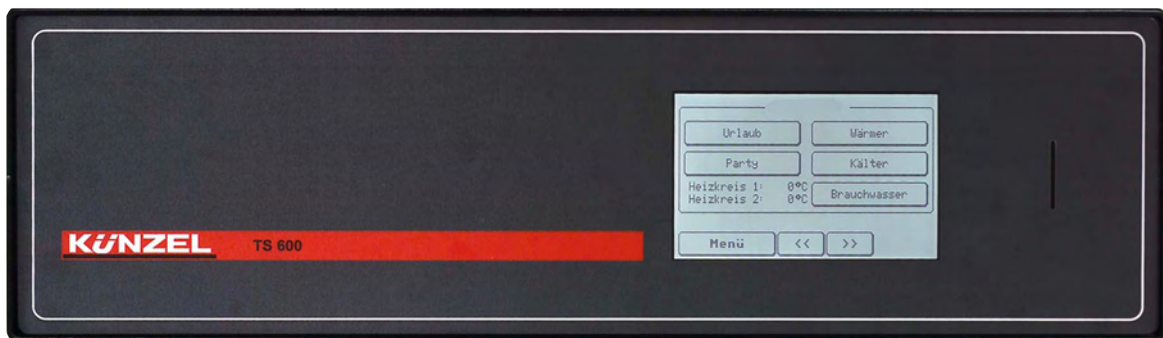 Urlaub Wärmer
Party Kälter
Heizkreis 1: 0°C
Heizkreis 2: 0°C
Brauchwasser
Menü << >>
KÜNZEL TS 600